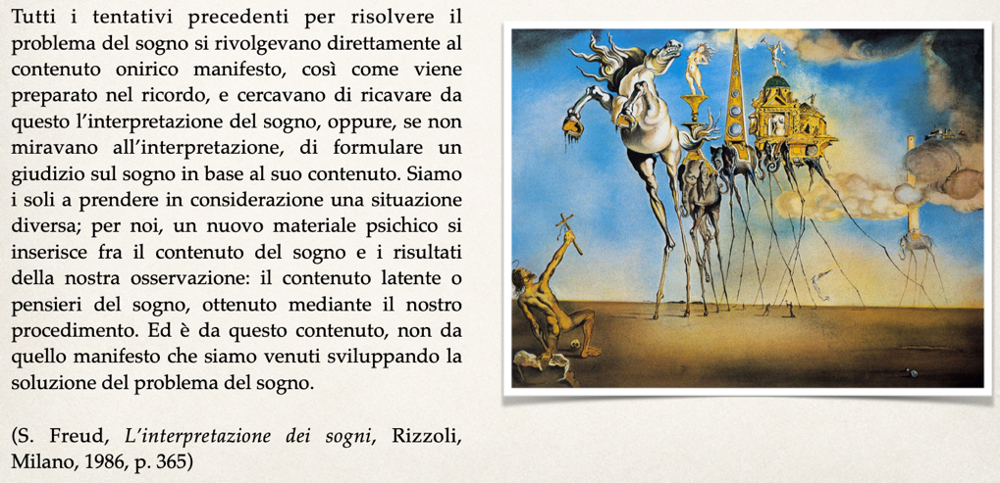 Tutti i tentativi precedenti per risolvere il
problema del sogno si rivolgevano direttamente al
contenuto onirico manifesto, così come viene
preparato nel ricordo, e cercavano di ricavare da
questo l'interpretazione del sogno, oppure, se non
miravano all'interpretazione, di formulare un
giudizio sul sogno in base al suo contenuto. Siamo
i soli a prendere in considerazione una situazione
diversa; per noi, un nuovo materiale psichico si
inserisce fra il contenuto del sogno e i risultati
della nostra osservazione: il contenuto latente o
pensieri del sogno, ottenuto mediante il nostro
procedimento. Ed è da questo contenuto, non da
quello manifesto che siamo venuti sviluppando la
soluzione del problema del sogno.
(S. Freud, L'interpretazione dei sogni, Rizzoli,
Milano, 1986, p. 365)